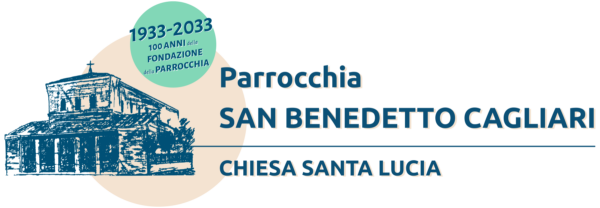 1933-2033
100 ANNI dalla
FONDAZIONE
della PARROCCHIA
Parrocchia
SAN BENEDETTO CAGLIARI
CHIESA SANTA LUCIA